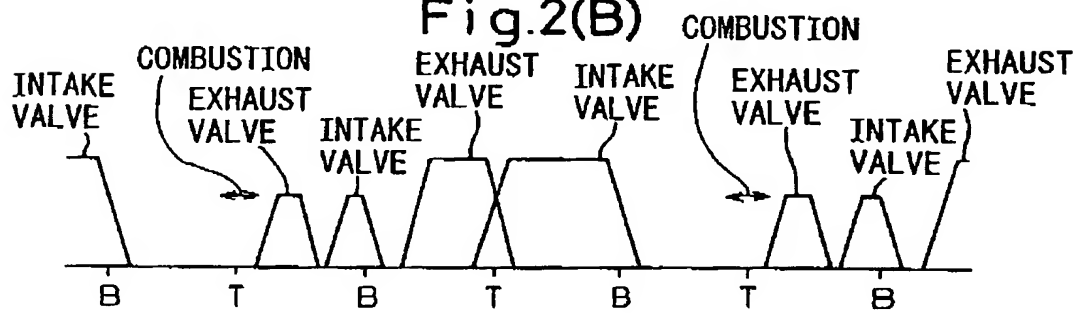 Fig.2(B)
COMBUSTION
COMBUSTION
INTAKE
VALVE
EXHAUST
VALVE
INTAKE
VALVE
EXHAUST
VALVE
INTAKE
VALVE
EXHAUST
VALVE
INTAKE
VALVE
EXHAUST
VALVE
B T B T B T B